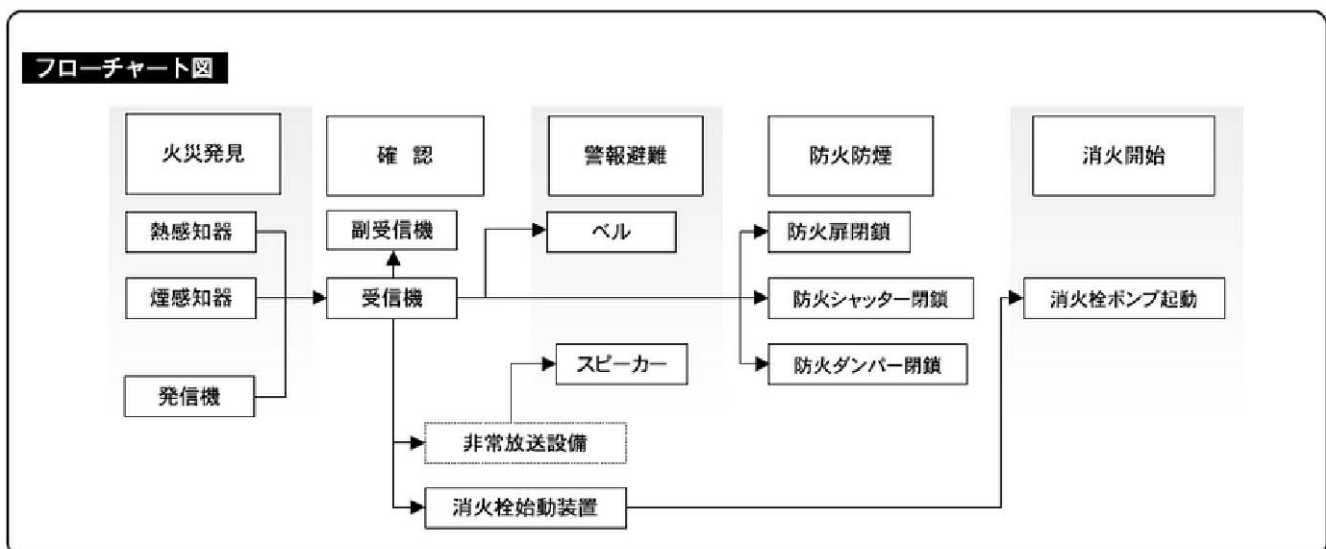 フローチャート図
火災発見
確認
警報避難
防火防煙
消火開始
熱感知器
副受信機
ベル
防火扉閉鎖
煙感知器
受信機
防火シャッター閉鎖
消火栓ポンプ起動
スピーカー
防火ダンパー閉鎖
発信機
非常放送設備
消火栓始動装置